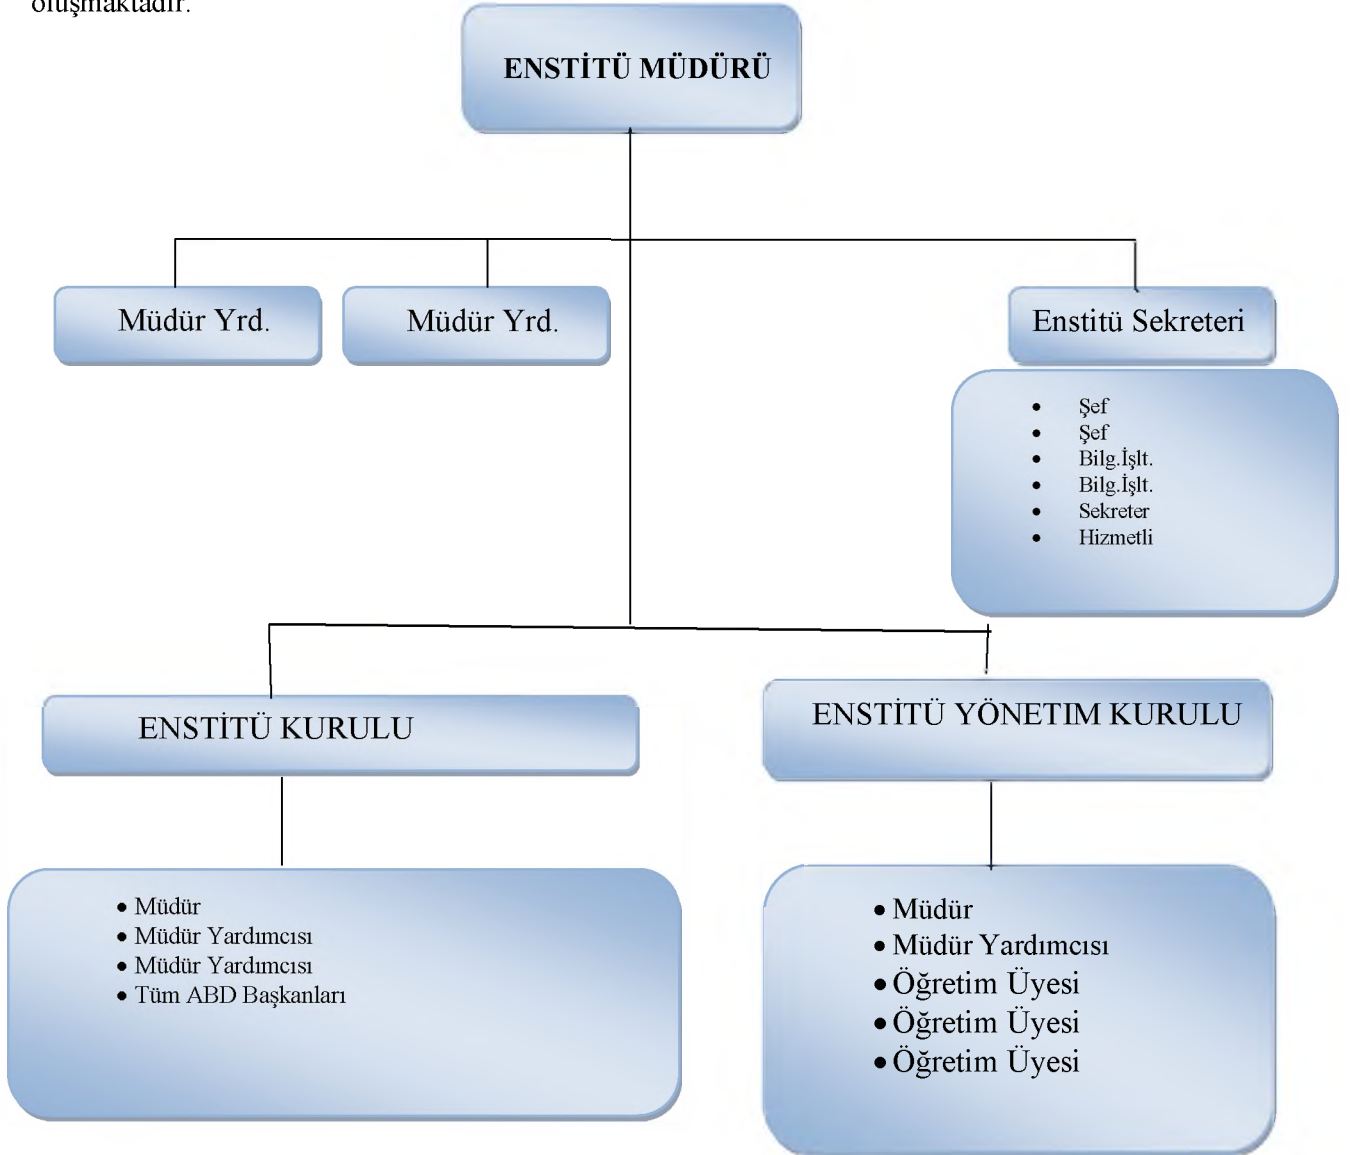 oluşmaktadır.
ENSTİTÜ MÜDÜRÜ
Müdür Yrd.
Müdür Yrd.
Enstitü Sekreteri
• Şef
• Şef
• Bilg.İşlt.
• Bilg.İşlt.
• Sekreter
• Hizmetli
ENSTİTÜ KURULU
ENSTİTÜ YÖNETIM KURULU
• Müdür
• Müdür Yardımcısı
• Müdür Yardımcısı
• Tüm ABD Başkanları
• Müdür
• Müdür Yardımcısı
• Öğretim Üyesi
• Öğretim Üyesi
• Öğretim Üyesi